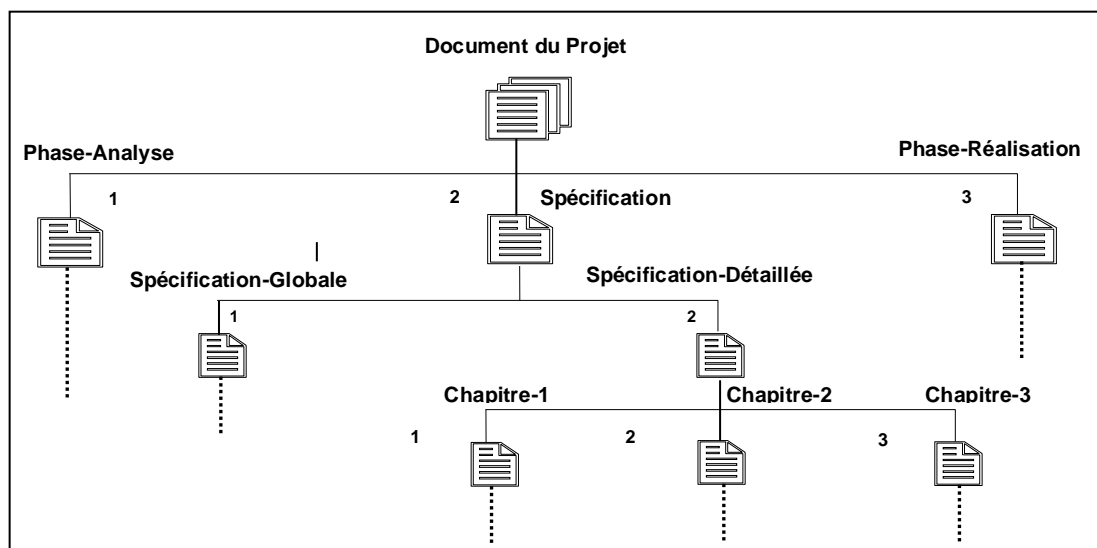 Document du Projet
Phase-Analyse
Phase-Réalisation
1
2
Spécification
3
Spécification-Globale
Spécification-Détaillée
1
2
Chapitre-1
Chapitre-2
Chapitre-3
1
2
3